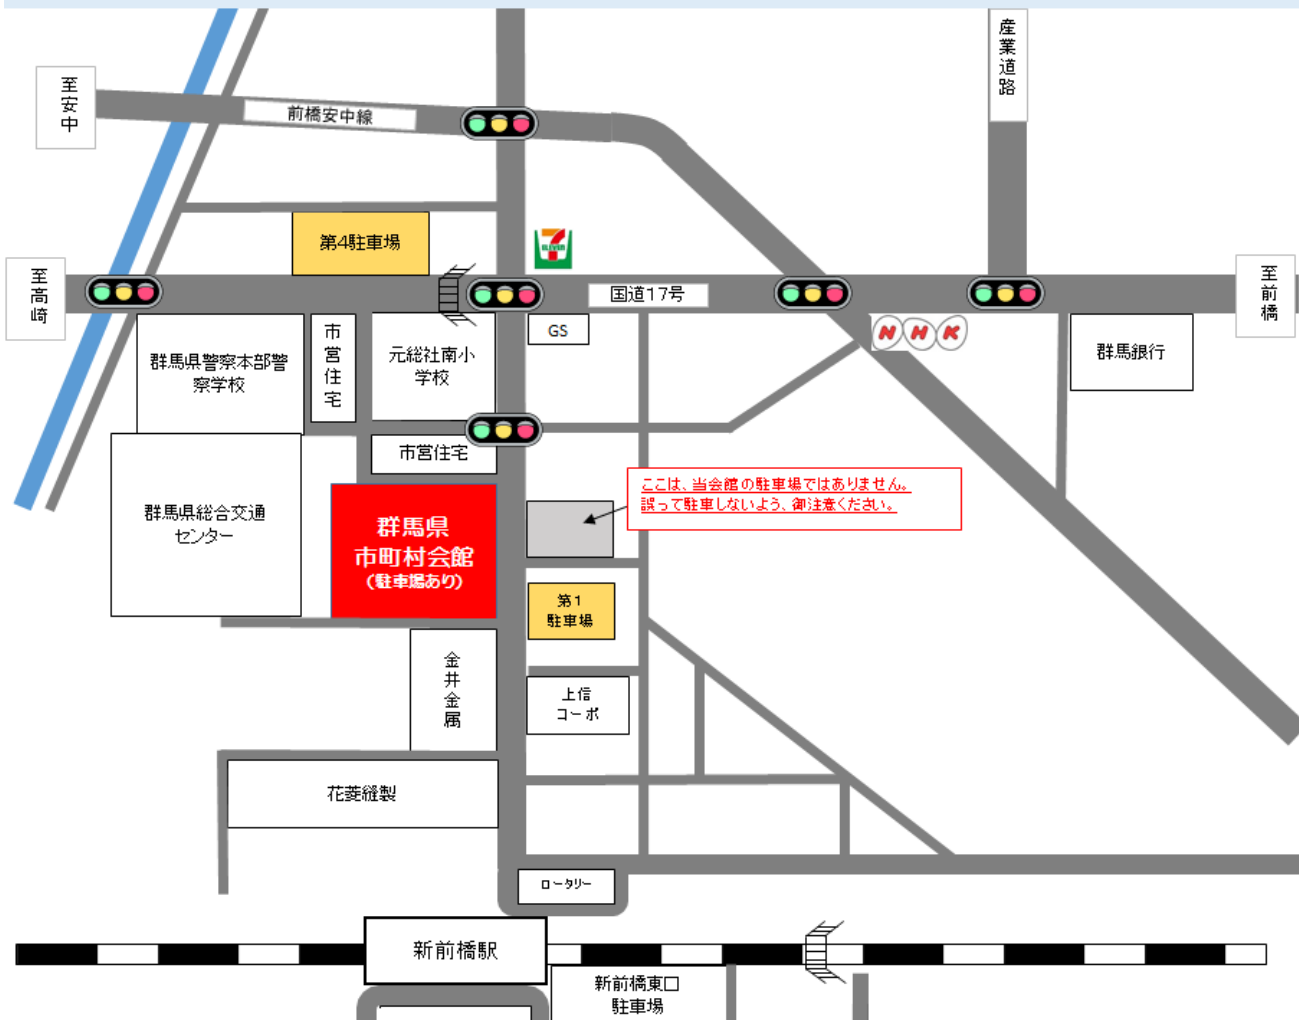 産業道路
至安中
前橋安中線
第4駐車場
7
ELEVEN
至高崎
国道17号
至前橋
GS
NHK
群馬県警察本部警
察学校
市営住宅
元総社南小
学校
群馬銀行
市営住宅
ここは、当会館の駐車場ではありません。
誤って駐車しないよう、御注意ください。
群馬県総合交通
センター
群馬県
市町村会館
(駐車場あり)
第1
駐車場
金井金属
上信
コーポ
花菱縫製
ロータリー
新前橋駅
新前橋東口
駐車場